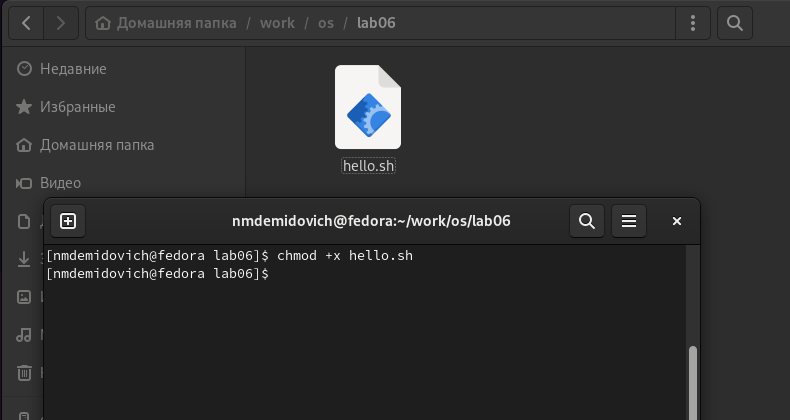 Домашняя папка / work / os / lab06
Недавние
Избранные
Домашняя папка
Видео
hello.sh
nmdemidovich@fedora:~/work/os/lab06
[nmdemidovich@fedora lab06]$ chmod +x hello.sh
[nmdemidovich@fedora lab06]$